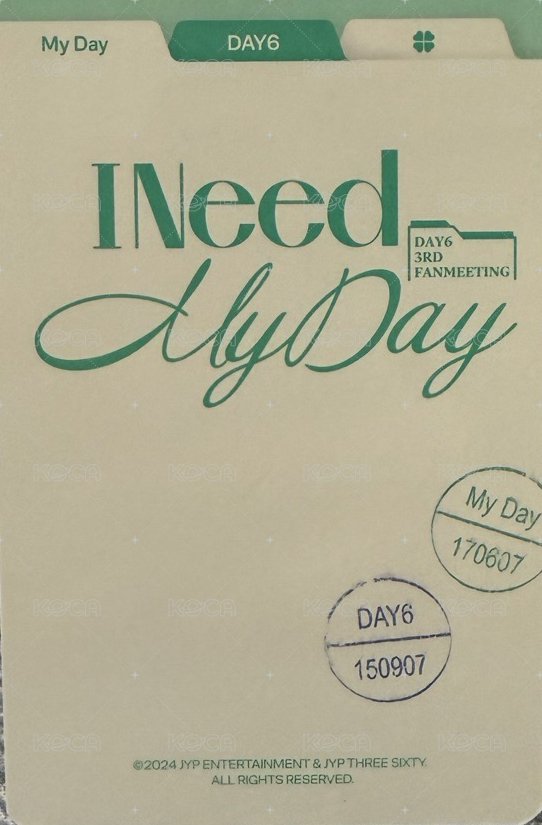 My Day
DAY6
I Need
DAY6
3RD
FANMEETING
My Day
My Day
170607
DAY6
150907
©2024 JYP ENTERTAINMENT & JYP THREE SIXTY.
ALL RIGHTS RESERVED.
KOCA